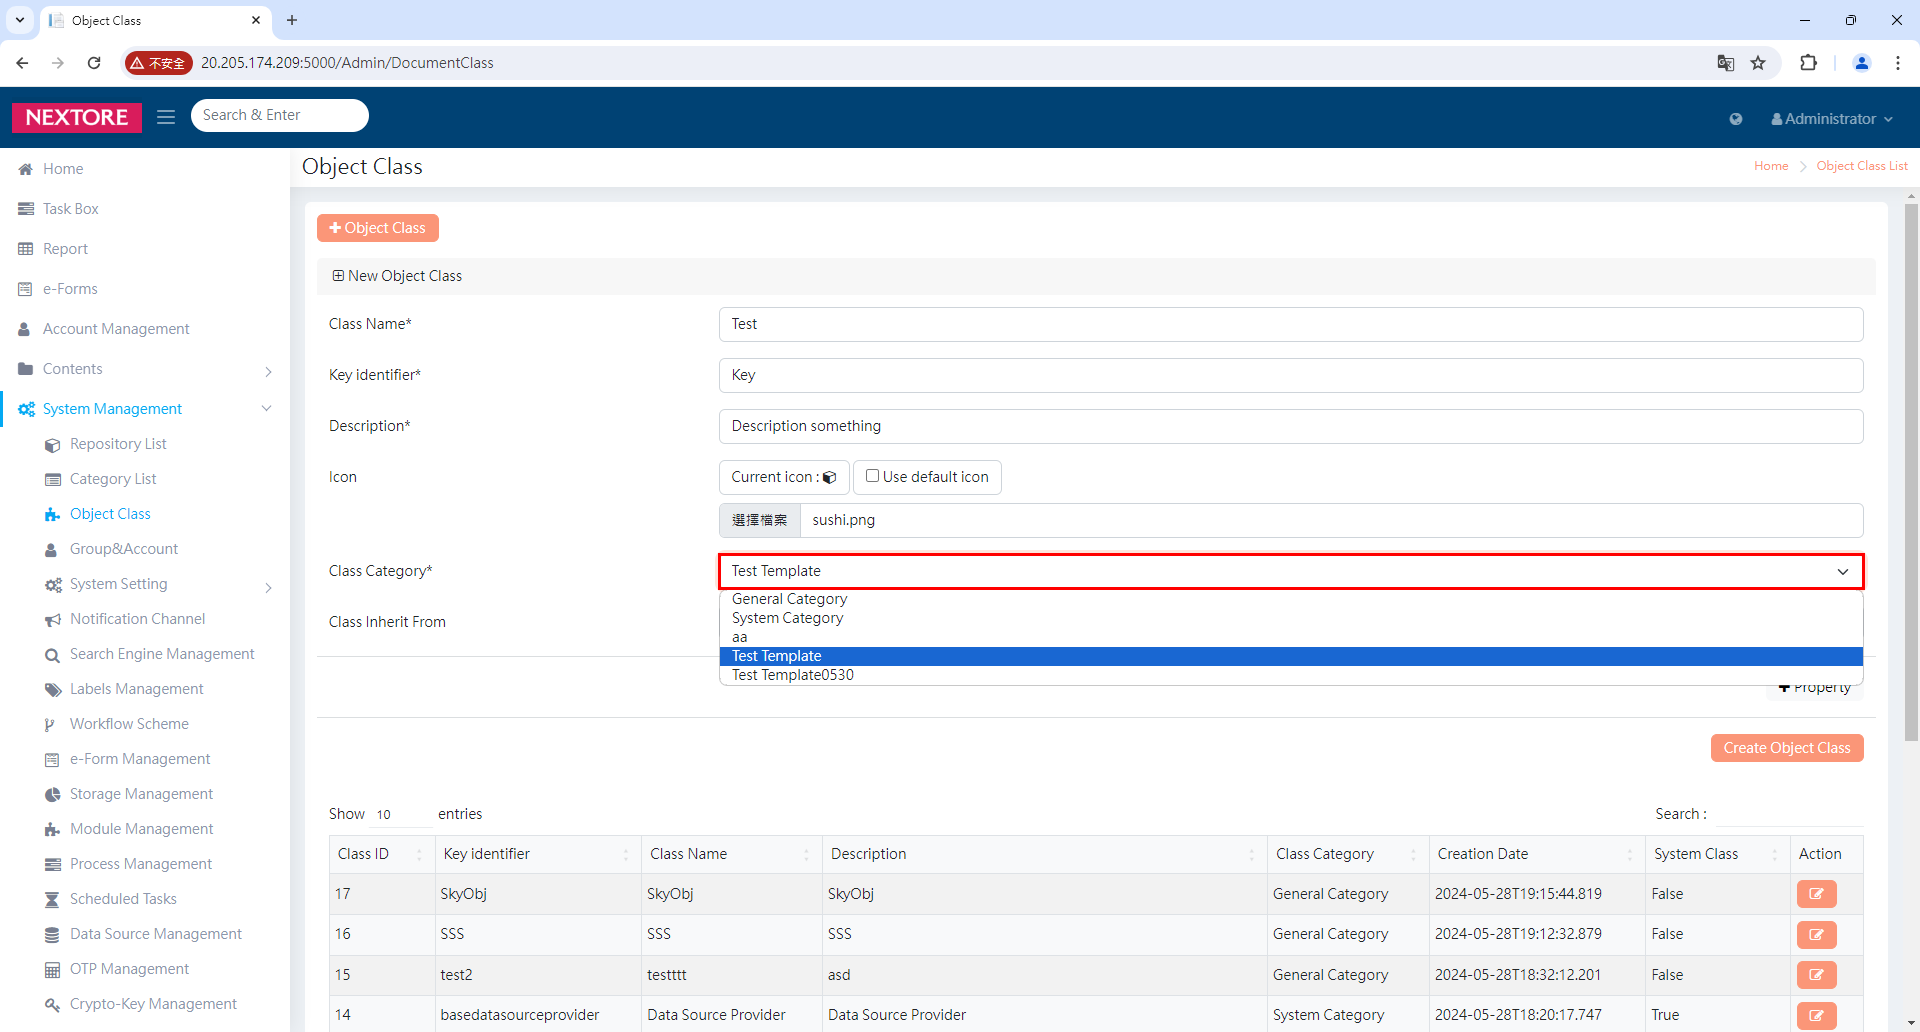 Object Class
不安全
20.205.174.209:5000/Admin/DocumentClass
NEXTORE
Search & Enter
Administrator
Home
Task Box
Report
e-Forms
Account Management
Contents
System Management
Repository List
Category List
Object Class
Group&Account
System Setting
Notification Channel
Search Engine Management
Labels Management
Workflow Scheme
e-Form Management
Storage Management
Module Management
Process Management
Scheduled Tasks
Data Source Management
OTP Management
Crypto-Key Management
Object Class
Home Object Class List
Object Class
New Object Class
Class Name* Test
Key identifier* Key
Description* Description something
Icon Current icon : Use default icon
選擇檔案 sushi.png
Class Category* Test Template
General Category
System Category
aa
Test Template
Test Template0530
Class Inherit From
Property
Create Object Class
Show 10 entries Search :
Class ID Key identifier Class Name Description Class Category Creation Date System Class Action
17 SkyObj SkyObj SkyObj General Category 2024-05-28T19:15:44.819 False
16 SSS SSS SSS General Category 2024-05-28T19:12:32.879 False
15 test2 testttt asd General Category 2024-05-28T18:32:12.201 False
14 basedatasourceprovider Data Source Provider Data Source Provider System Category 2024-05-28T18:20:17.747 True